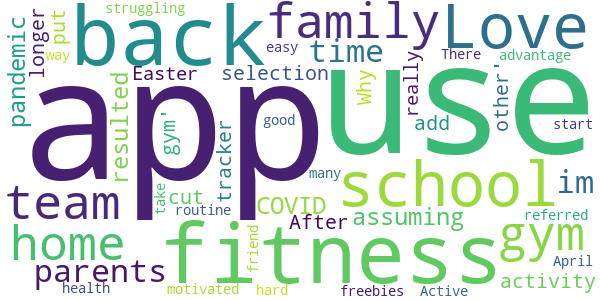 struggling
back
family
Love
pandemic
longer
put
way
time
easy
There
advantage
Easter
selection
Why
really
other'
app
use
resulted
gym'
tracker
good
add
start
many
team
take
cut
routine
COVID
After
school
assuming
im
referred
home
fitness
gym
friend
parents
April
activity
health
motivated
hard
freebies
Active